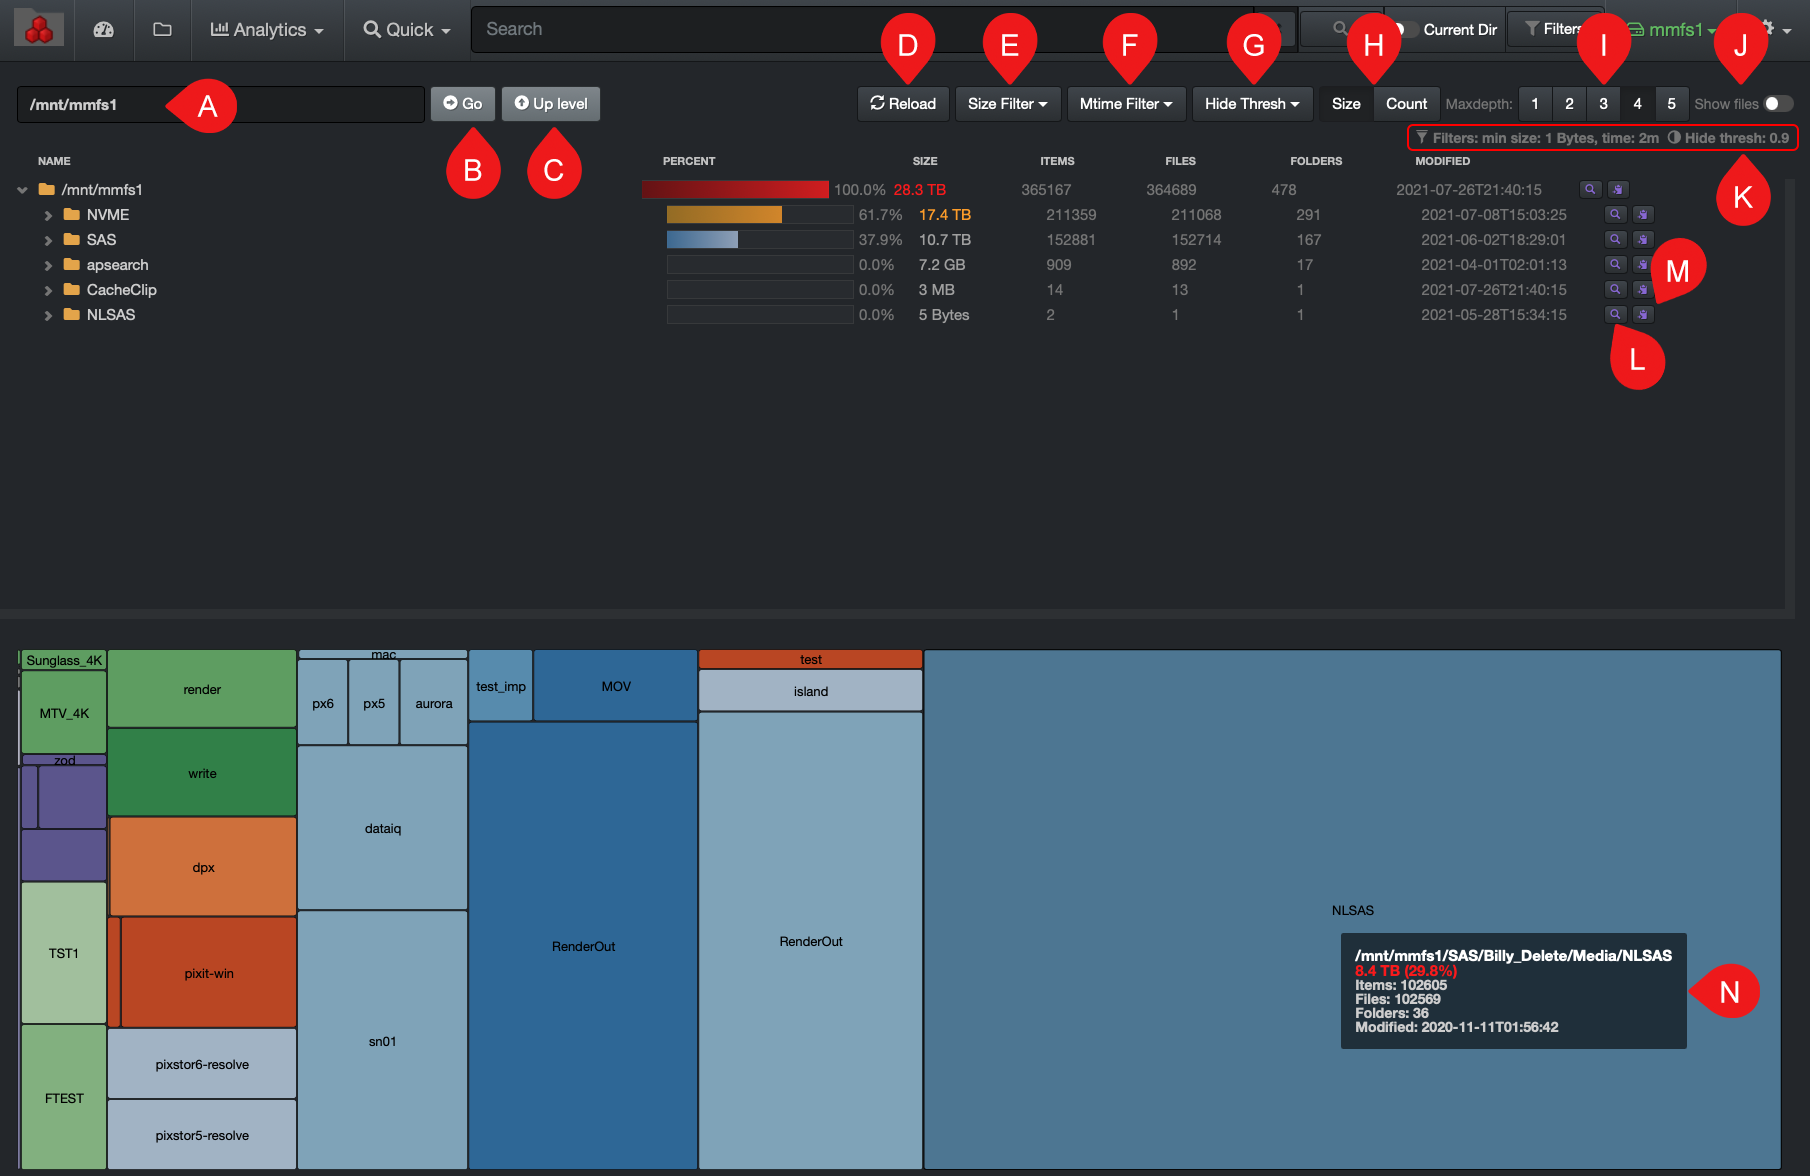 Analytics
Quick
Search
Current Dir
Filters
mmfs1
D
E
F
G
H
I
J
/mnt/mmfs1
A
Go
Up level
Reload
Size Filter
Mtime Filter
Hide Thresh
Size
Count
Maxdepth:
1
2
3
4
5
Show files
Filters: min size: 1 Bytes, time: 2m Hide thresh: 0.9
B
C
K
NAME PERCENT SIZE ITEMS FILES FOLDERS MODIFIED
/mnt/mmfs1 100.0% 28.3 TB 365167 364689 478 2021-07-26T21:40:15
NVME 61.7% 17.4 TB 211359 211068 291 2021-07-08T15:03:25
SAS 37.9% 10.7 TB 152881 152714 167 2021-06-02T18:29:01
apsearch 0.0% 7.2 GB 909 892 17 2021-04-01T02:01:13
CacheClip 0.0% 3 MB 14 13 1 2021-07-26T21:40:15
NLSAS 0.0% 5 Bytes 2 1 1 2021-05-28T15:34:15
M
L
Sunglass_4K
MTV_4K
zod
TST1
FTEST
render
write
dpx
pixit-win
pixstor6-resolve
pixstor5-resolve
mac
px6
px5
aurora
dataiq
sn01
test_imp
MOV
RenderOut
test
island
RenderOut
NLSAS
/mnt/mmfs1/SAS/Billy_Delete/Media/NLSAS
8.4 TB (29.8%)
Items: 102605
Files: 102569
Folders: 36
Modified: 2020-11-11T01:56:42
N